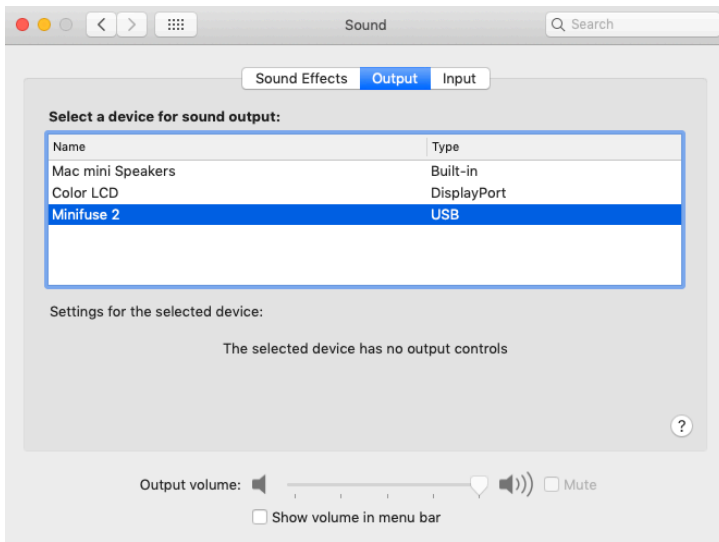 Sound
Search
Sound Effects Output Input
Select a device for sound output:
Name Type
Mac mini Speakers Built-in
Color LCD DisplayPort
Minifuse 2 USB
Settings for the selected device:
The selected device has no output controls
?
Output volume: Mute
Show volume in menu bar